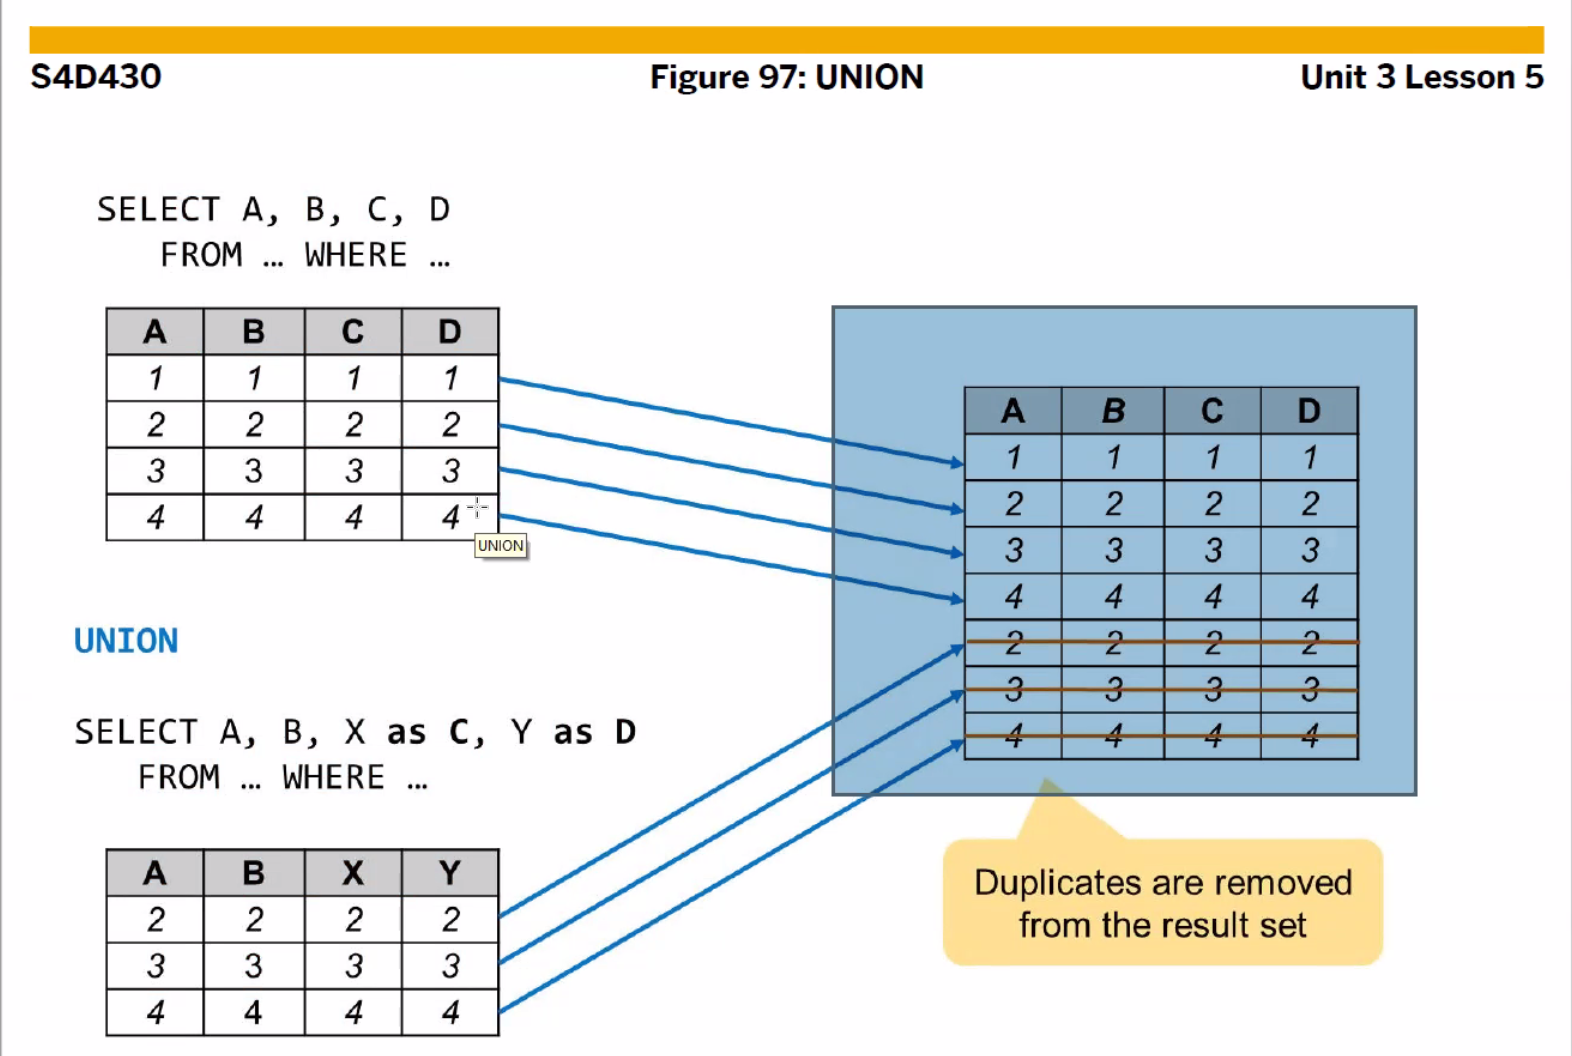 S4D430 Figure 97: UNION Unit 3 Lesson 5
SELECT A, B, C, D
FROM … WHERE …
A B C D
1 1 1 1
2 2 2 2
3 3 3 3
4 4 4 4
UNION
UNION
SELECT A, B, X as C, Y as D
FROM … WHERE …
A B X Y
2 2 2 2
3 3 3 3
4 4 4 4
A B C D
1 1 1 1
2 2 2 2
3 3 3 3
4 4 4 4
2 2 2 2
3 3 3 3
4 4 4 4
Duplicates are removed
from the result set